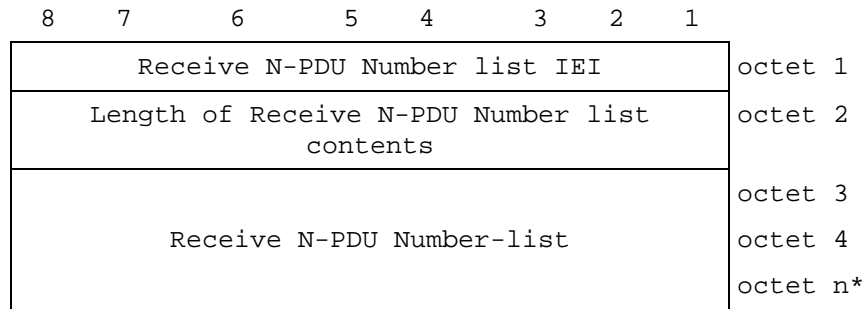 8 7 6 5 4 3 2 1
Receive N-PDU Number list IEI octet 1
Length of Receive N-PDU Number list octet 2
contents
octet 3
Receive N-PDU Number-list octet 4
octet n*